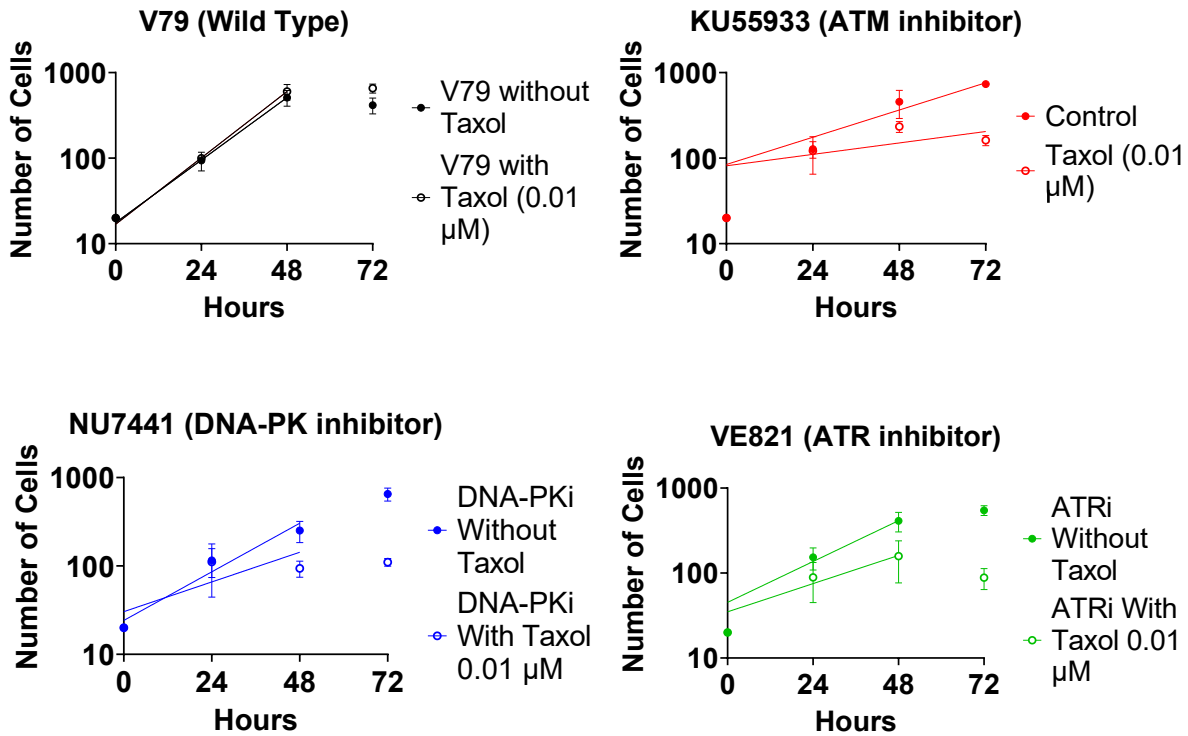 V79 (Wild Type)
Number of Cells
1000
100
10
0
24
48
72
Hours
V79 without
Taxol
V79 with
Taxol (0.01
µM)
KU55933 (ATM inhibitor)
Number of Cells
1000
100
10
0
24
48
72
Hours
Control
Taxol (0.01
µM)
NU7441 (DNA-PK inhibitor)
Number of Cells
1000
100
10
0
24
48
72
Hours
DNA-PKi
Without
Taxol
DNA-PKi
With Taxol
0.01 µM
VE821 (ATR inhibitor)
Number of Cells
1000
100
10
0
24
48
72
Hours
ATRi
Without
Taxol
ATRi With
Taxol 0.01
µM